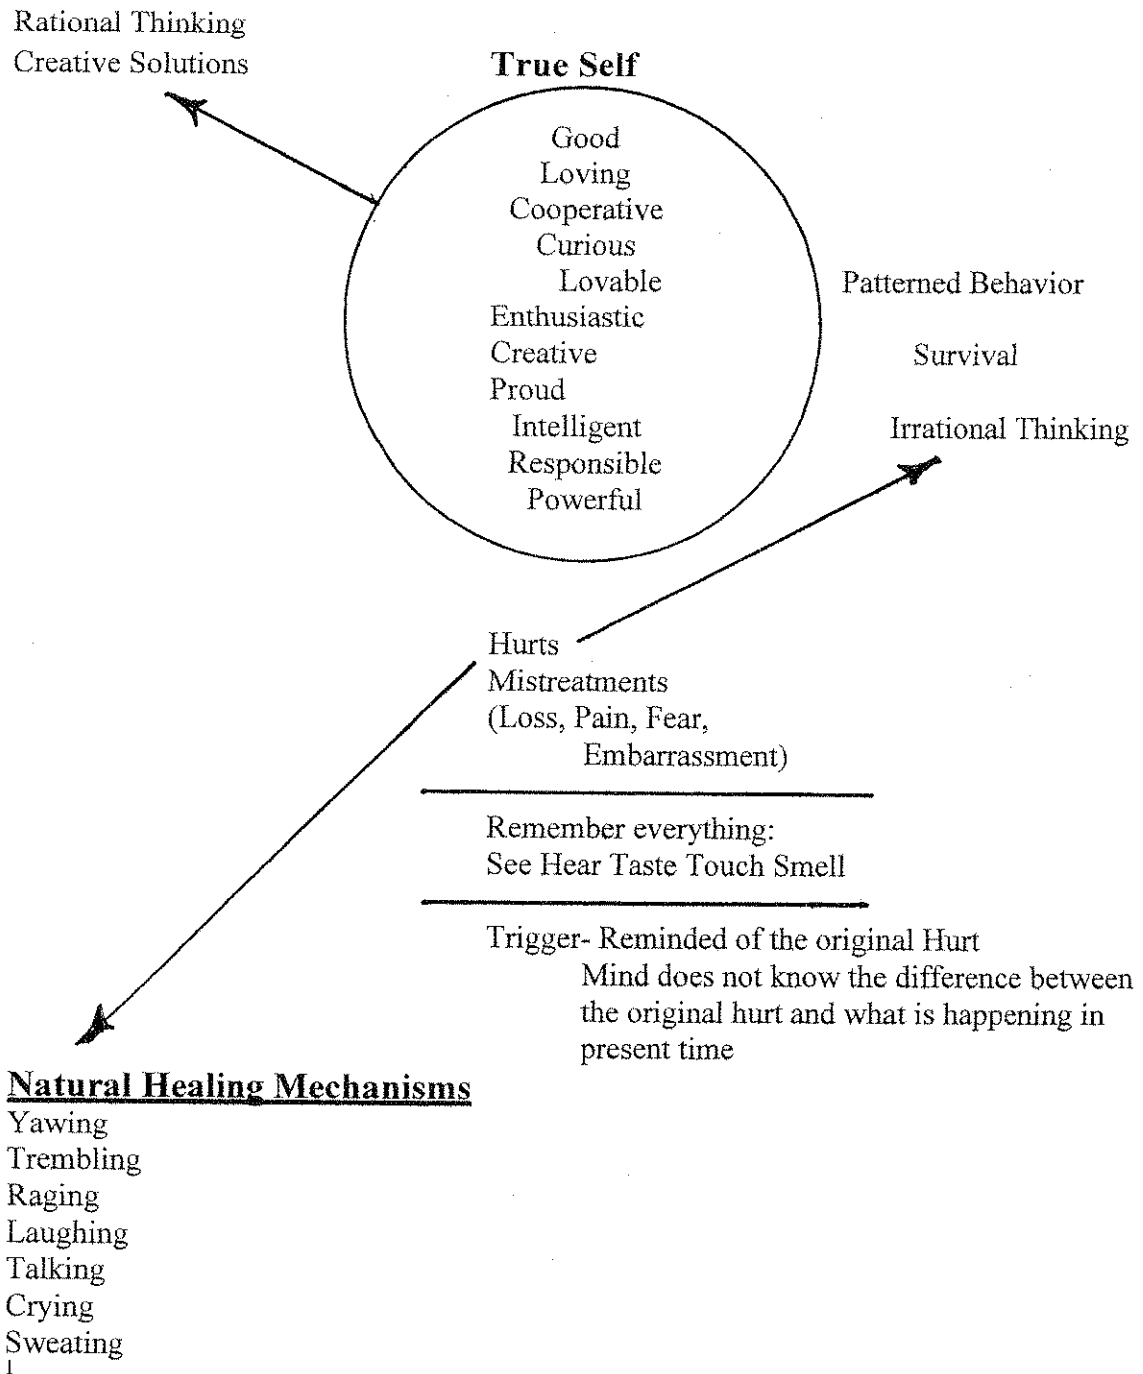 Rational Thinking
Creative Solutions
True Self
Good
Loving
Cooperative
Curious
Lovable
Enthusiastic
Creative
Proud
Intelligent
Responsible
Powerful
Patterned Behavior
Survival
Irrational Thinking
Hurts
Mistreatments
(Loss, Pain, Fear,
Embarrassment)
Remember everything:
See Hear Taste Touch Smell
Trigger- Reminded of the original Hurt
Mind does not know the difference between
the original hurt and what is happening in
present time
Natural Healing Mechanisms
Yawing
Trembling
Raging
Laughing
Talking
Crying
Sweating
1